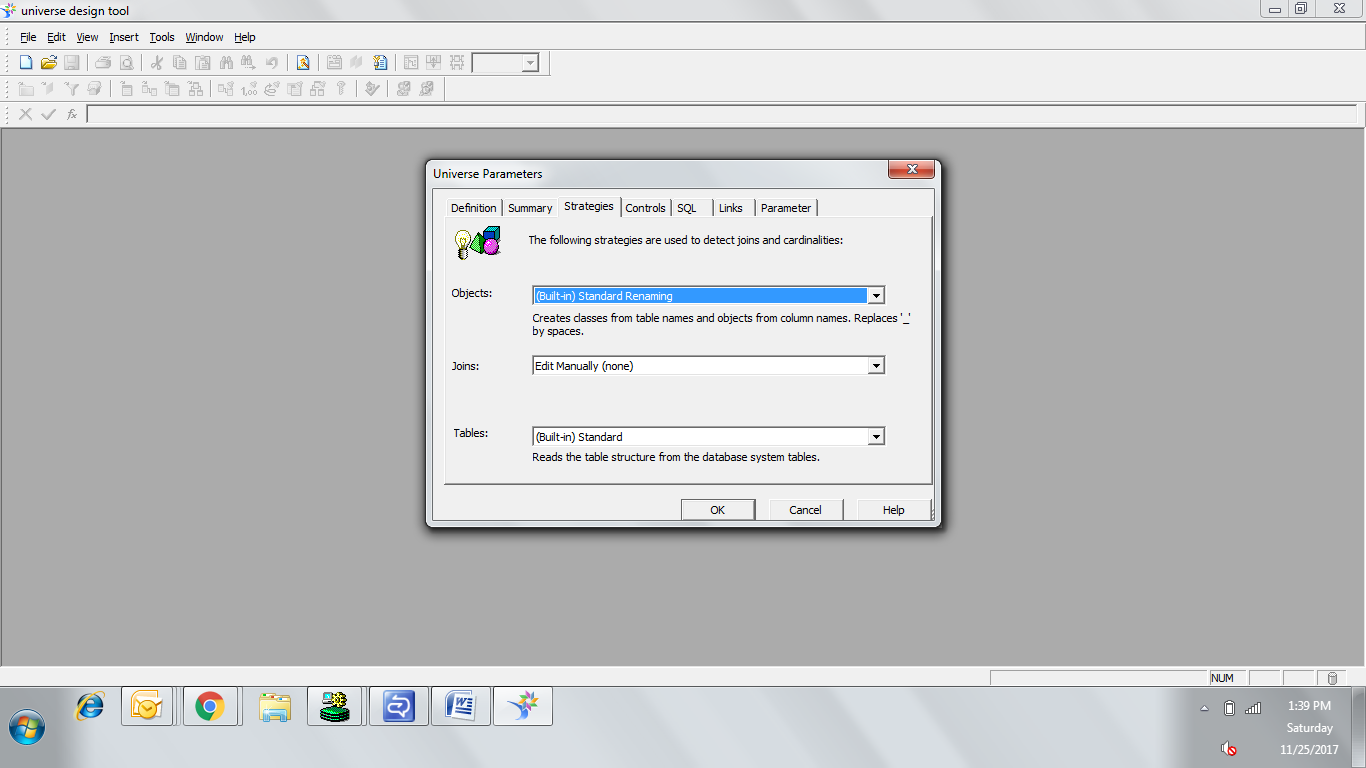 universe design tool
File Edit View Insert Tools Window Help
1,00
fx
Universe Parameters
Definition Summary Strategies Controls SQL Links Parameter
The following strategies are used to detect joins and cardinalities:
Objects: (Built-in) Standard Renaming
Creates classes from table names and objects from column names. Replaces '_'
by spaces.
Joins: Edit Manually (none)
Tables: (Built-in) Standard
Reads the table structure from the database system tables.
OK Cancel Help
NUM
1:39 PM
Saturday
11/25/2017